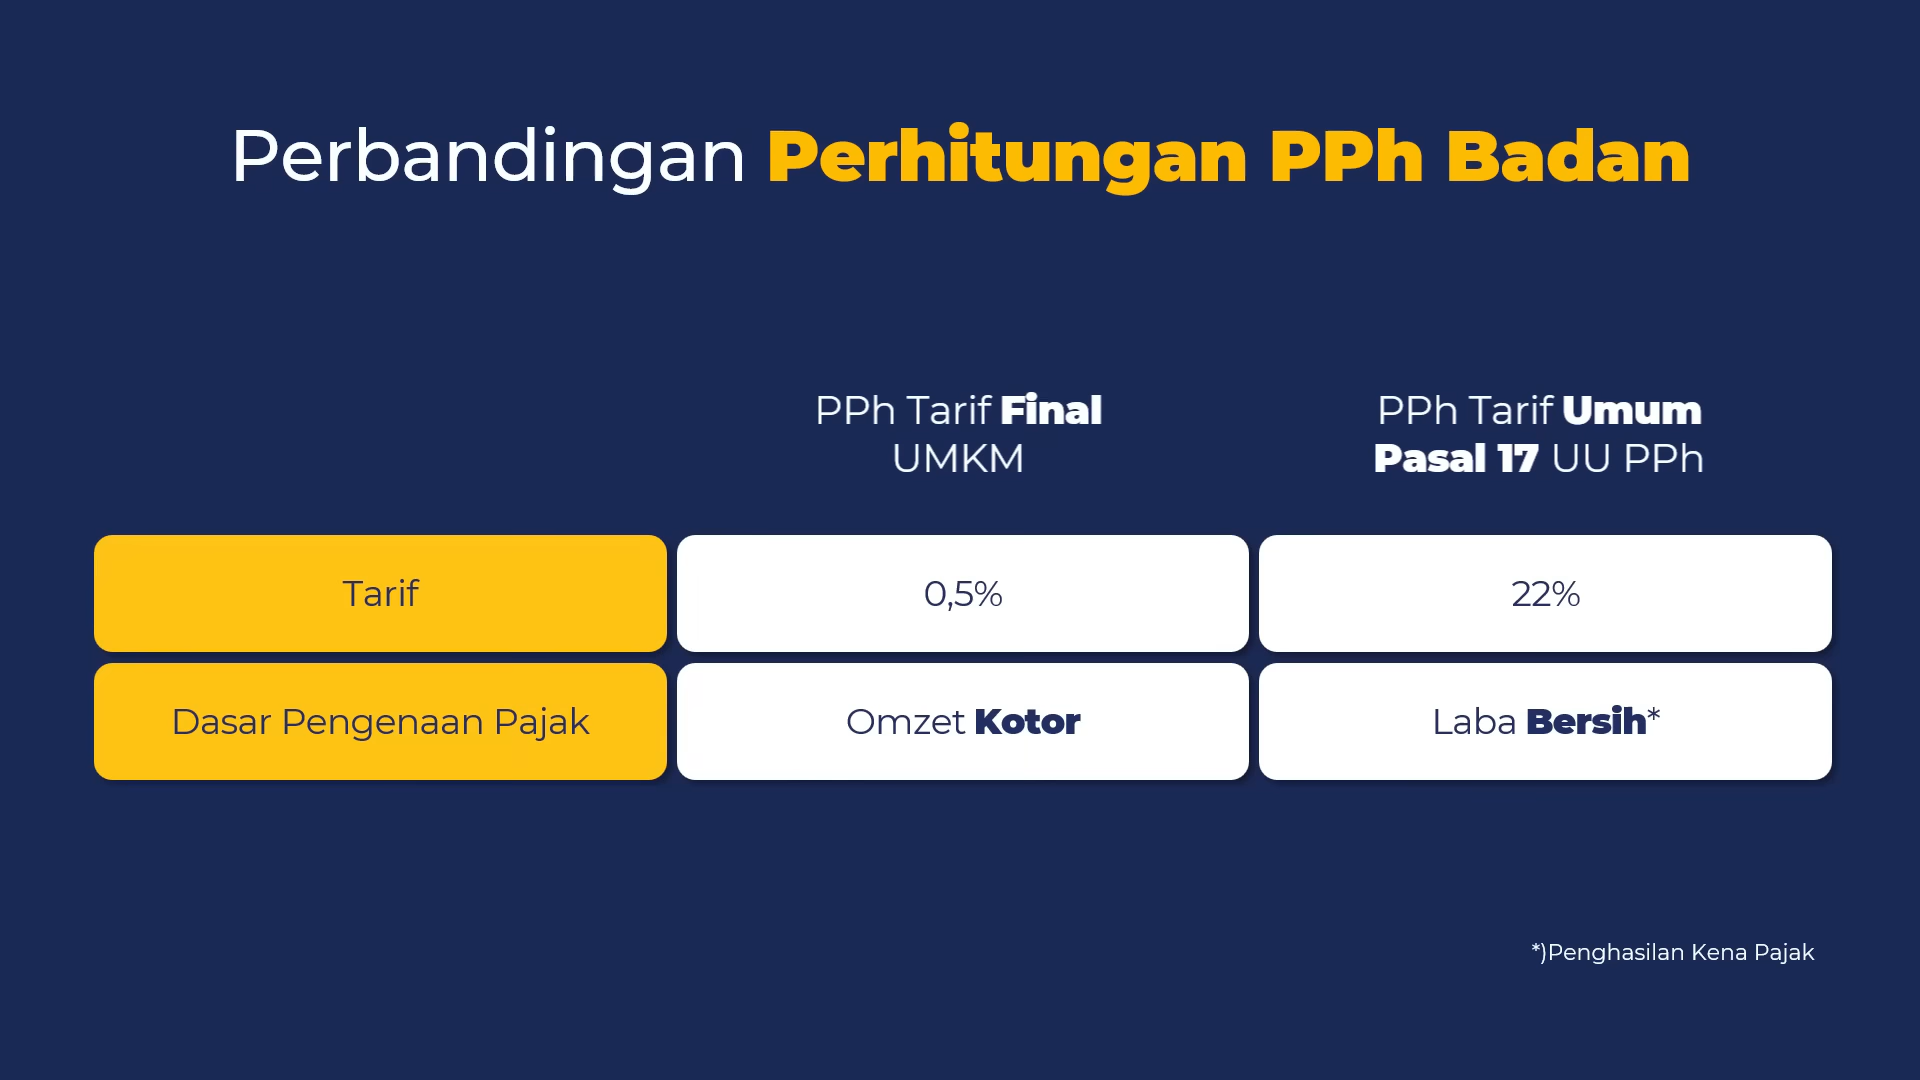 Perbandingan Perhitungan PPh Badan
PPh Tarif Final
UMKM
PPh Tarif Umum
Pasal 17 UU PPh
Tarif
0,5%
22%
Dasar Pengenaan Pajak
Omzet Kotor
Laba Bersih*
*)Penghasilan Kena Pajak